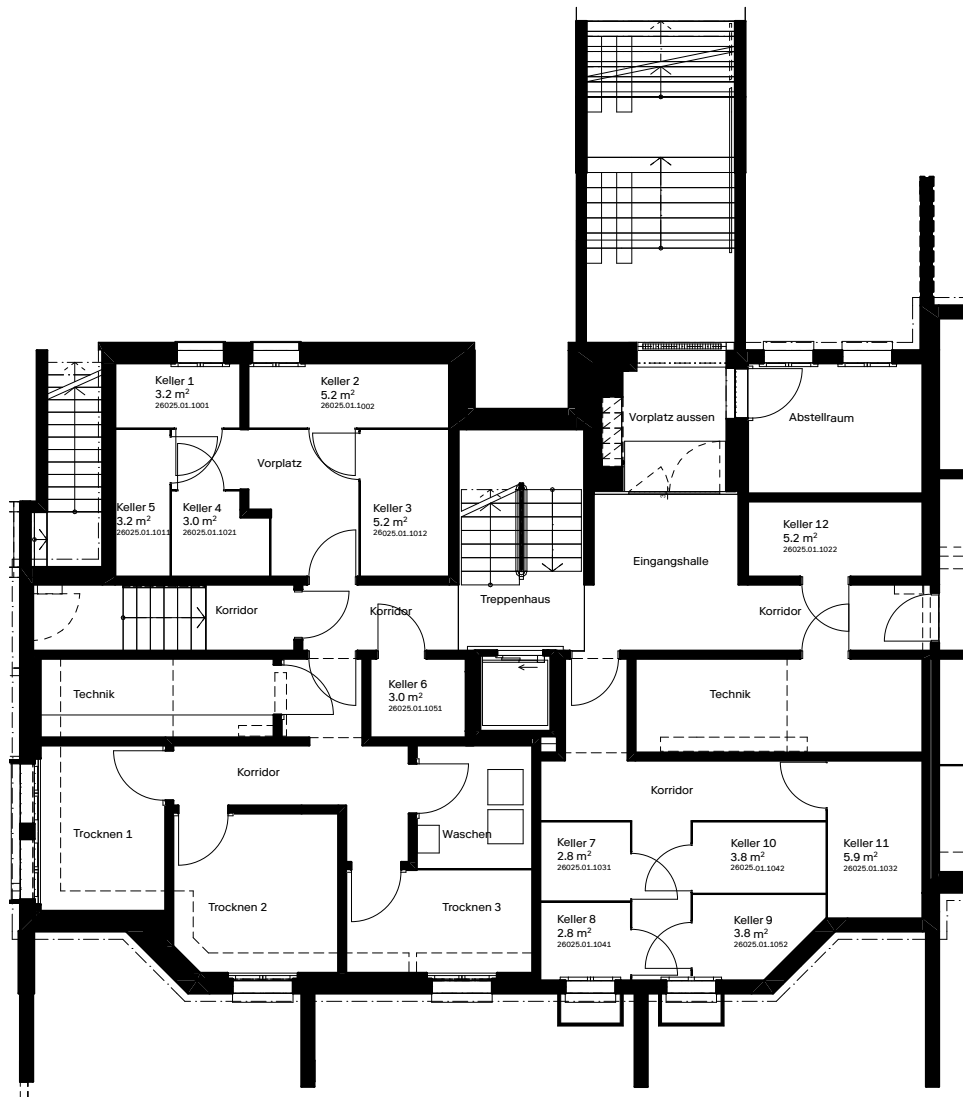 Keller 1
3.2 m²
26025.01.1001
Keller 2
5.2 m²
26025.01.1002
Vorplatz aussen
Abstellraum
Vorplatz
Keller 5
3.2 m²
26025.01.1011
Keller 4
3.0 m²
26025.01.1021
Keller 3
5.2 m²
26025.01.1012
Keller 12
5.2 m²
26025.01.1022
Eingangshalle
Treppenhaus
Korridor
Korridor
Korridor
Technik
Keller 6
3.0 m²
26025.01.1051
Technik
Korridor
Korridor
Trocknen 1
Waschen
Keller 7
2.8 m²
26025.01.1031
Keller 10
3.8 m²
26025.01.1042
Keller 11
5.9 m²
26025.01.1032
Trocknen 2
Trocknen 3
Keller 8
2.8 m²
26025.01.1041
Keller 9
3.8 m²
26025.01.1052